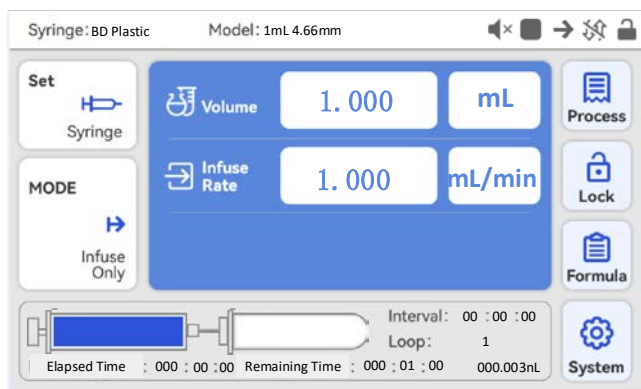 Syringe: BD Plastic Model: 1mL 4.66mm
Set
Syringe
MODE
Infuse
Only
Volume 1.000 mL
Infuse
Rate 1.000 mL/min
Process
Lock
Formula
System
Interval: 00 : 00 : 00
Loop: 1
Elapsed Time : 000 : 00 : 00 Remaining Time : 000 : 01 : 00 000.003nL